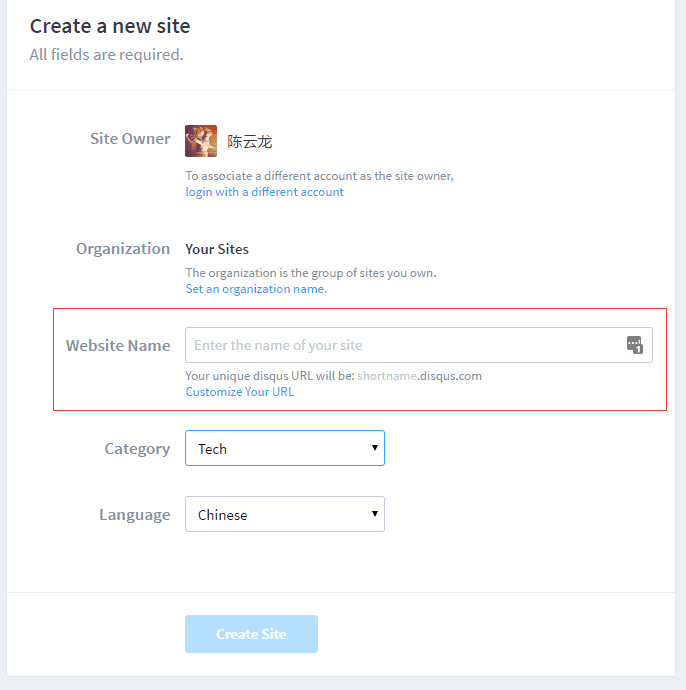 Create a new site
All fields are required.
Site Owner
陈云龙
To associate a different account as the site owner,
login with a different account
Organization
Your Sites
The organization is the group of sites you own.
Set an organization name.
Website Name
Enter the name of your site
1
Your unique disqus URL will be: shortname.disqus.com
Customize Your URL
Category
Tech
Language
Chinese
Create Site